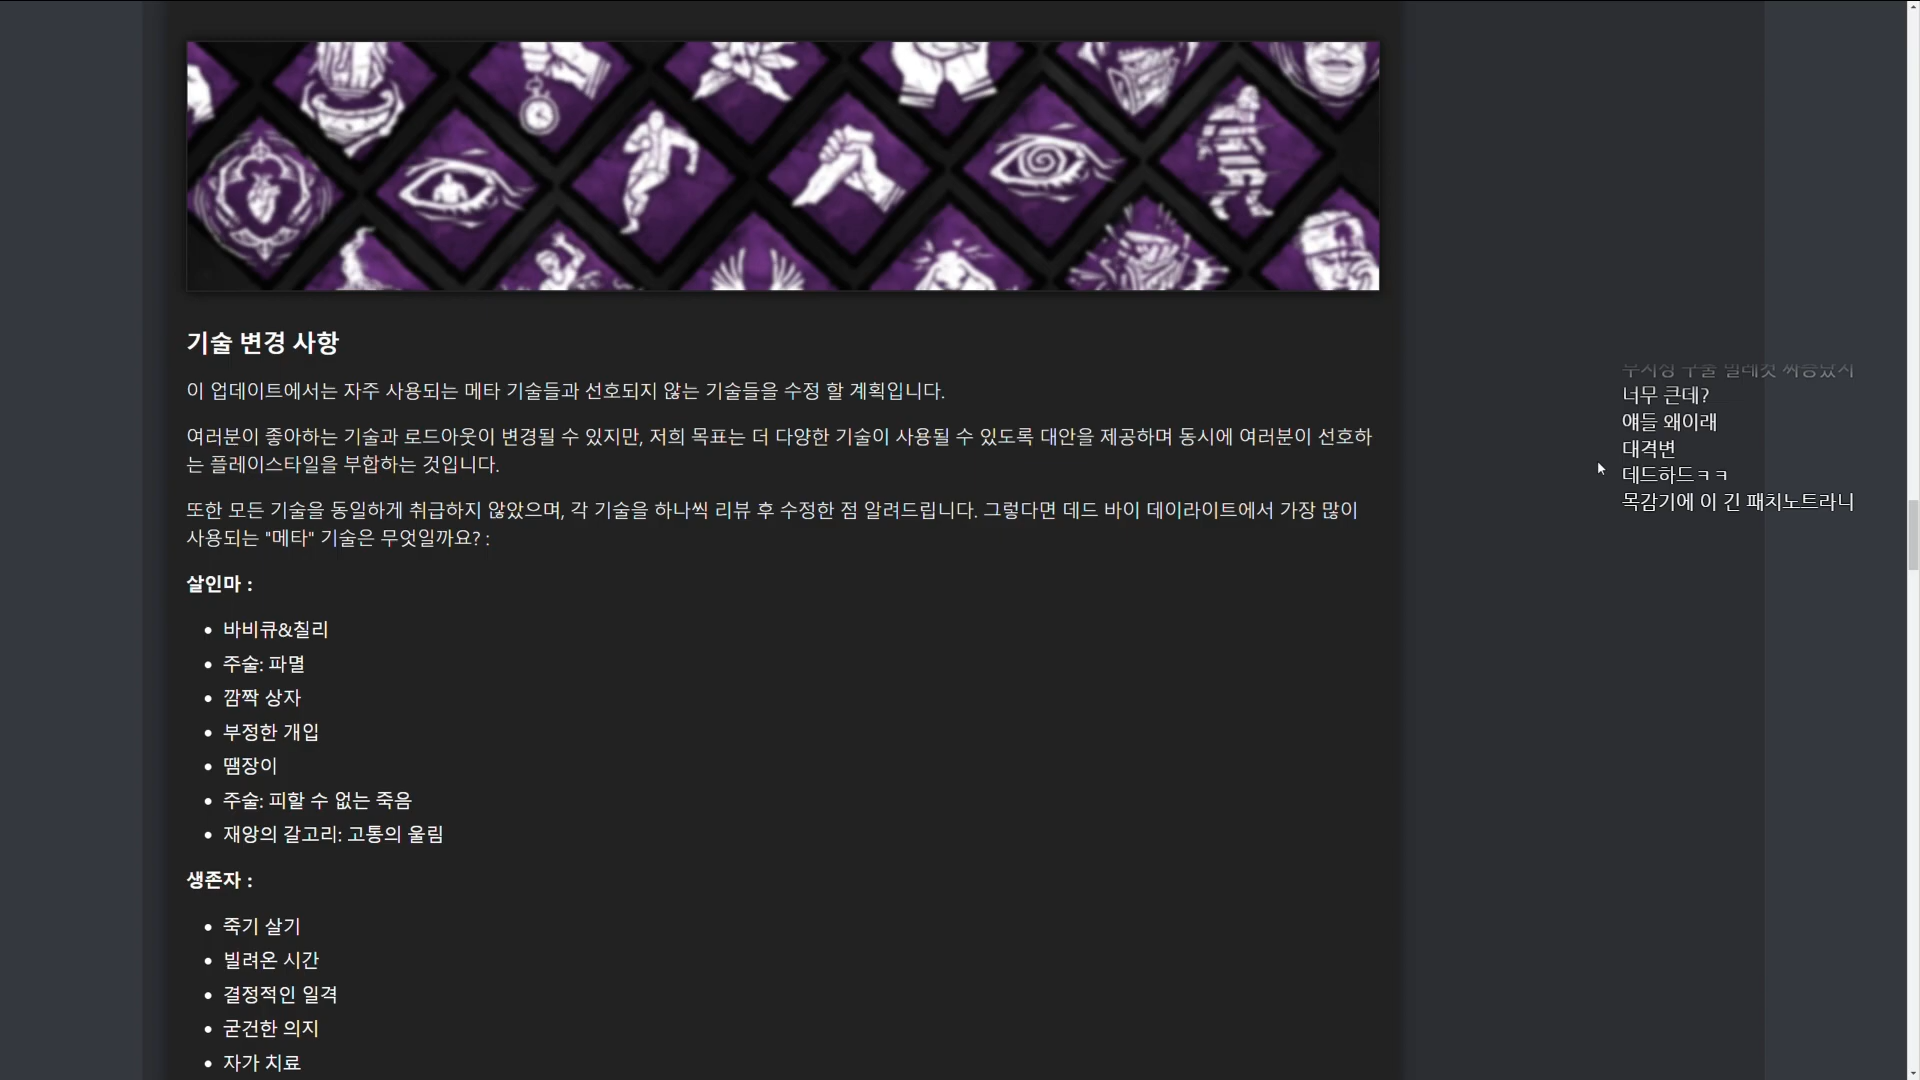 기술 변경 사항
이 업데이트에서는 자주 사용되는 메타 기술들과 선호되지 않는 기술들을 수정 할 계획입니다.
여러분이 좋아하는 기술과 로드아웃이 변경될 수 있지만, 저희 목표는 더 다양한 기술이 사용될 수 있도록 대안을 제공하며 동시에 여러분이 선호하
는 플레이스타일을 부합하는 것입니다.
또한 모든 기술을 동일하게 취급하지 않았으며, 각 기술을 하나씩 리뷰 후 수정한 점 알려드립니다. 그렇다면 데드 바이 데이라이트에서 가장 많이
사용되는 "메타" 기술은 무엇일까요? :
살인마 :
바비큐&칠리
주술: 파멸
깜짝 상자
부정한 개입
땜장이
주술: 피할 수 없는 죽음
재앙의 갈고리: 고통의 울림
생존자 :
죽기 살기
빌려온 시간
결정적인 일격
굳건한 의지
자가 치료
너무 큰데?
얘들 왜이래
대격변
데드하드ㅋㅋ
목감기에 이 긴 패치노트라니